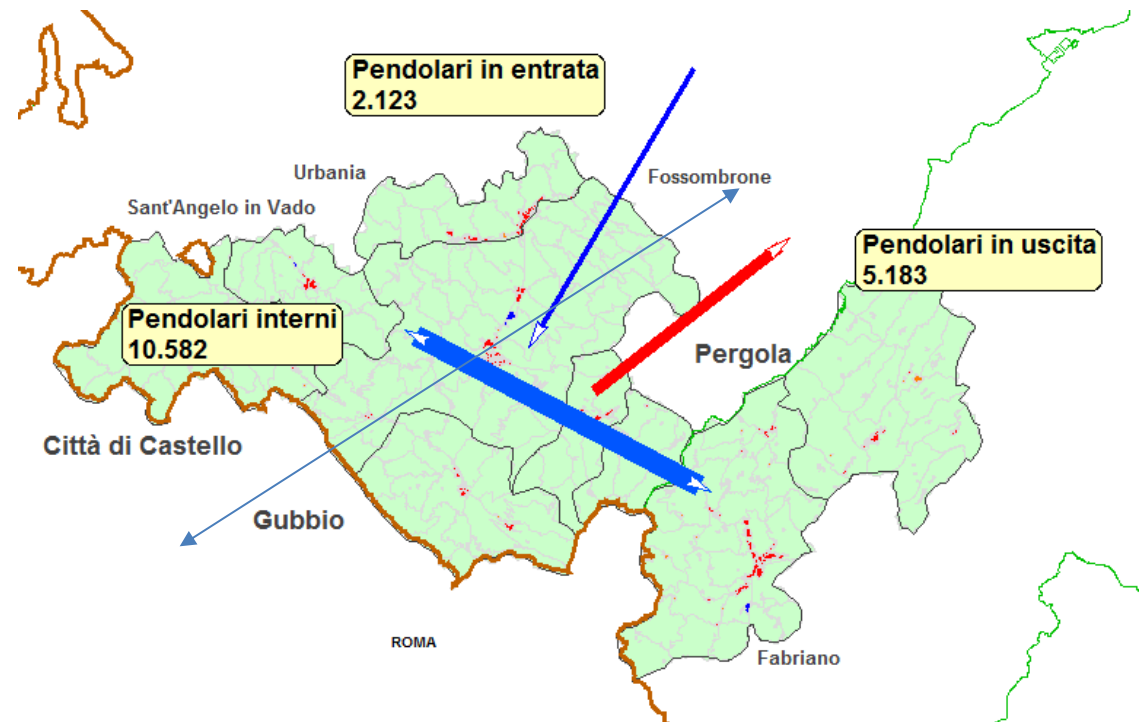 Pendolari in entrata
2.123
Urbania
Fossombrone
Sant'Angelo in Vado
Pendolari in uscita
5.183
Pendolari interni
10.582
Pergola
Città di Castello
Gubbio
ROMA
Fabriano